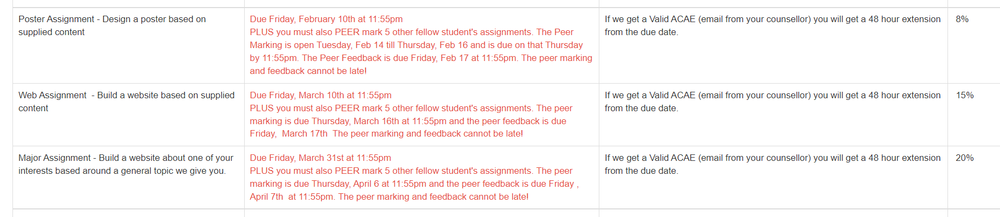 Poster Assignment - Design a poster based on
supplied content
Due Friday, February 10th at 11:55pm
PLUS you must also PEER mark 5 other fellow student's assignments. The Peer
Marking is open Tuesday, Feb 14 till Thursday, Feb 16 and is due on that Thursday
by 11:55pm. The Peer Feedback is due Friday, Feb 17 at 11:55pm. The peer marking
and feedback cannot be late!
If we get a Valid ACAE (email from your counsellor) you will get a 48 hour extension
from the due date.
8%
Web Assignment  - Build a website based on supplied
content
Due Friday, March 10th at 11:55pm
PLUS you must also PEER mark 5 other fellow student's assignments. The peer
marking is due Thursday, March 16th at 11:55pm and the peer feedback is due
Friday,  March 17th  The peer marking and feedback cannot be late!
If we get a Valid ACAE (email from your counsellor) you will get a 48 hour extension
from the due date.
15%
Major Assignment - Build a website about one of your
interests based around a general topic we give you.
Due Friday, March 31st at 11:55pm
PLUS you must also PEER mark 5 other fellow student's assignments. The peer
marking is due Thursday, April 6 at 11:55pm and the peer feedback is due Friday ,
April 7th  at 11:55pm. The peer marking and feedback cannot be late!
If we get a Valid ACAE (email from your counsellor) you will get a 48 hour extension
from the due date.
20%